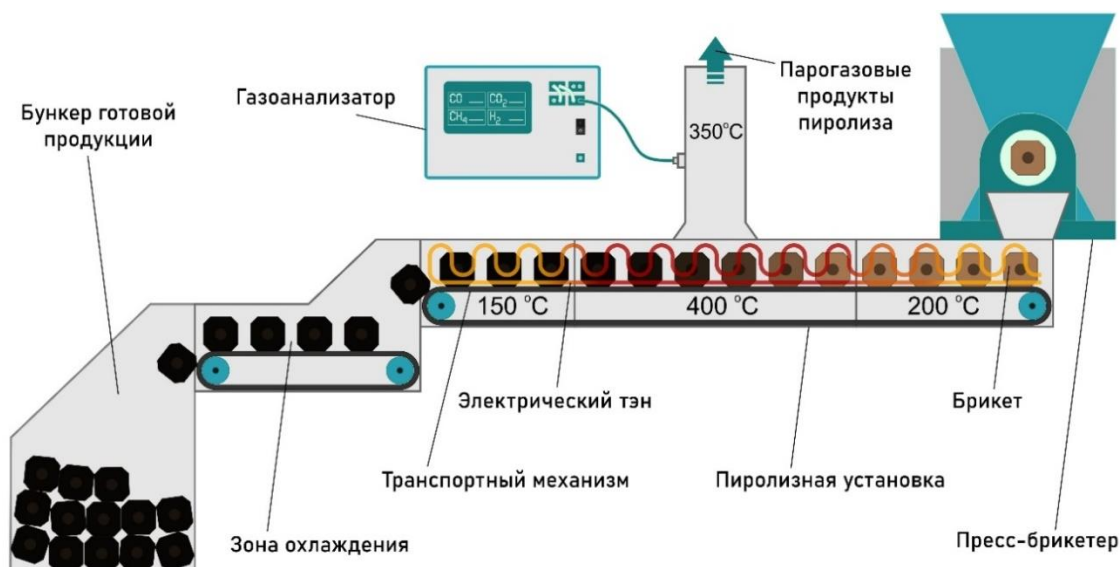 Бункер готовой
продукции
Газоанализатор
CO CO2
CH4 H2
350°C
Парогазовые
продукты
пиролиза
150 °C
400 °C
200 °C
Электрический тэн
Брикет
Транспортный механизм
Пиролизная установка
Зона охлаждения
Пресс-брикетер